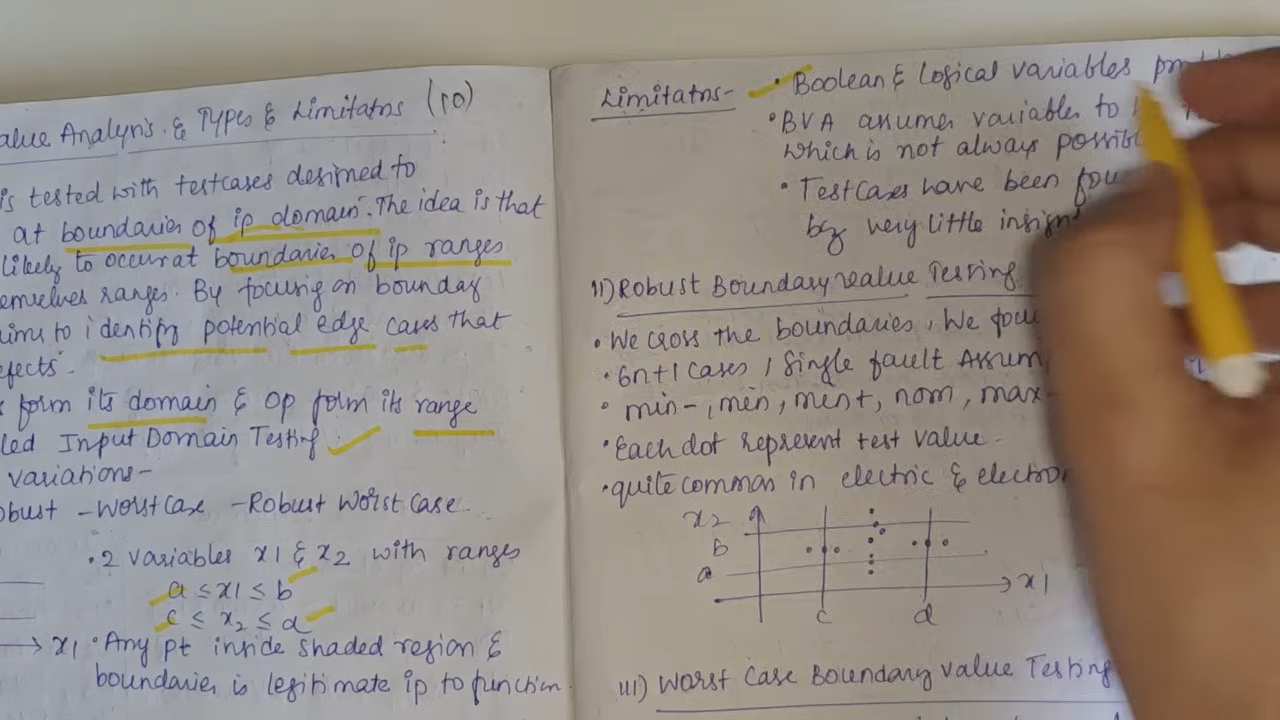 alue Analysis. & Types & Limitatns (10)
is tested with testcases designed to
at boundaries of ip domain". The idea is that
likely to occur at boundaries of ip ranges
emselves ranges. By focusing on bounday
aims to identify potential edge cases that
efects".
form its domain & Op form its range
led Input Domain Testing
variations-
obust - Worst Case - Robust Worst Case.
• 2 variables x1 & x2 with ranges
a ≤ x1 ≤ b
c ≤ x2 ≤ d
x1 • Any pt inside shaded region &
boundaries is legitimate ip to function.
Limitatns- • Boolean & Logical variables
• BVA assumes variables to
which is not always possib
• Testcases have been fou
by very little insigh
II) Robust Boundary value Testing
• We cross the boundaries, We focu
• 6n+1 cases, Single fault Assum
• min-, min, min+, nom, max-
• Each dot represent test value.
• quite common in electric & electron
x2
b
a
x1
c d
III) Worst Case Boundary Value Testing